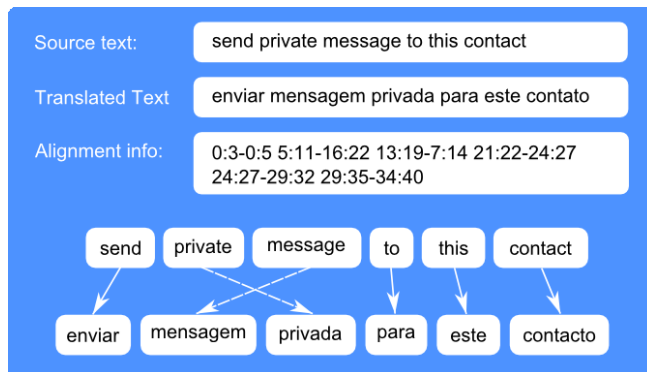 Source text: send private message to this contact
Translated Text enviar mensagem privada para este contato
Alignment info: 0:3-0:5 5:11-16:22 13:19-7:14 21:22-24:27
24:27-29:32 29:35-34:40
send private message to this contact
enviar mensagem privada para este contacto